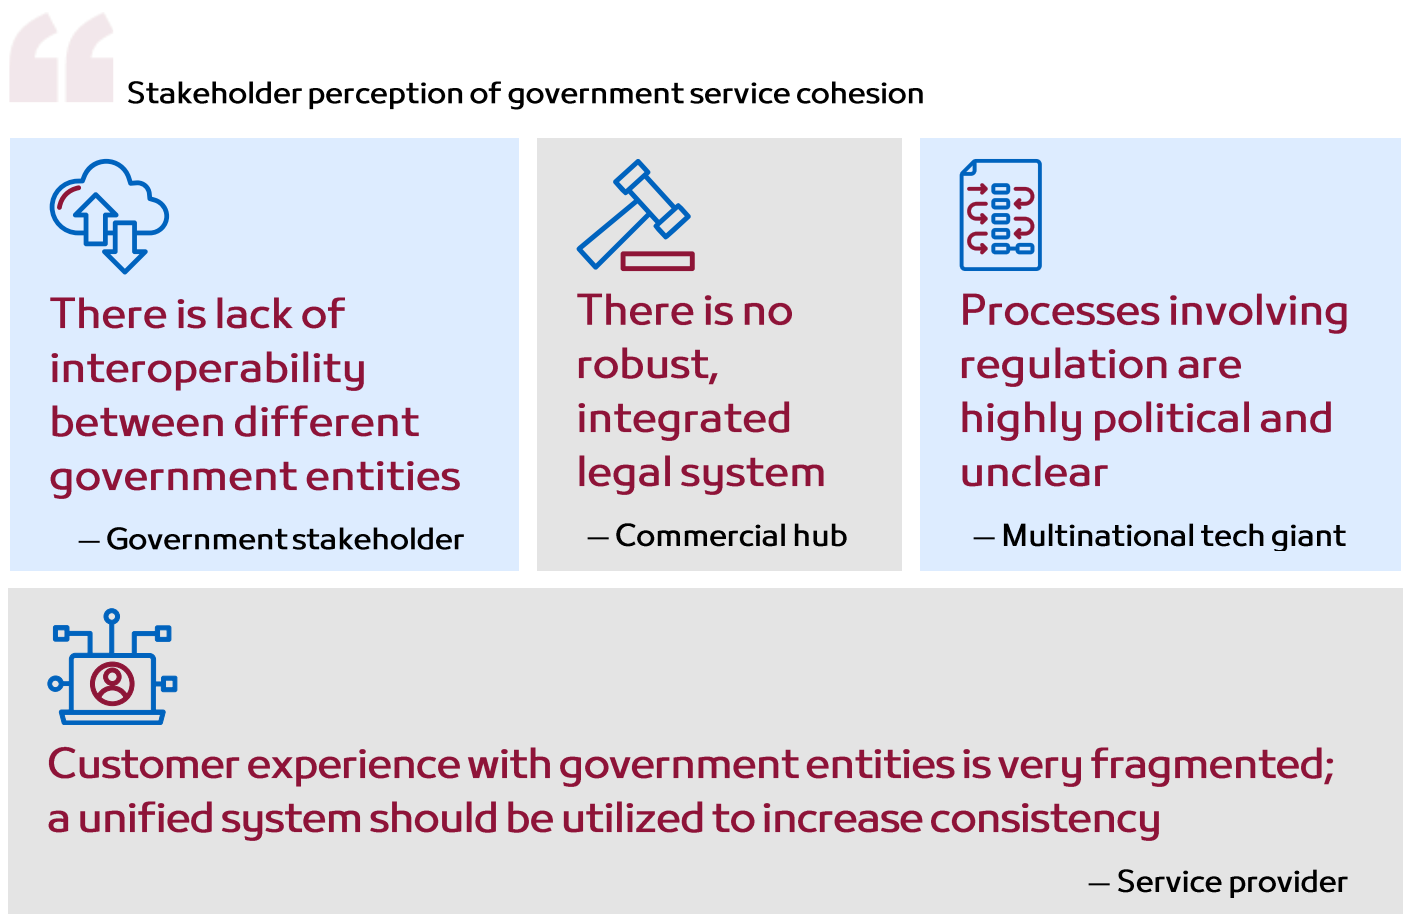 Stakeholder perception of government service cohesion
There is lack of
interoperability
between different
government entities
— Government stakeholder
There is no
robust,
integrated
legal system
— Commercial hub
Processes involving
regulation are
highly political and
unclear
— Multinational tech giant
Customer experience with government entities is very fragmented;
a unified system should be utilized to increase consistency
— Service provider